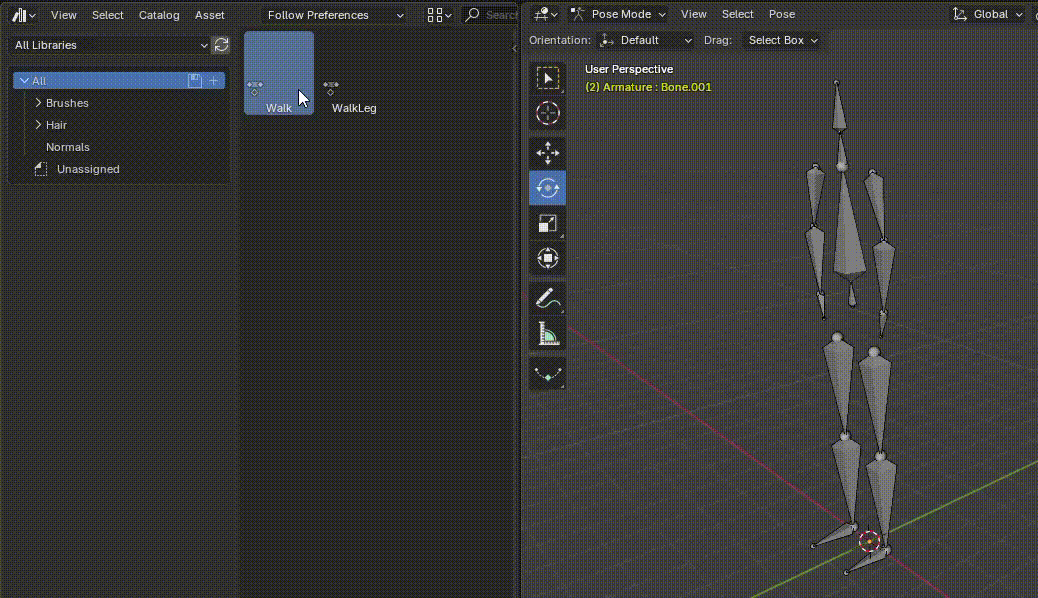 View Select Catalog Asset Follow Preferences Search
All Libraries
All
Brushes
Hair
Normals
Unassigned
Walk WalkLeg
Pose Mode View Select Pose Global
Orientation: Default Drag: Select Box
User Perspective
(2) Armature : Bone.001